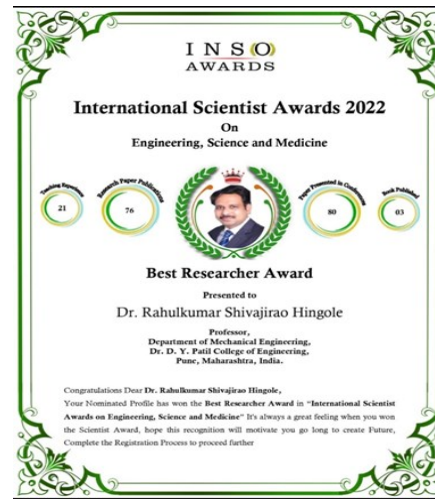 INSO
AWARDS
International Scientist Awards 2022
On
Engineering, Science and Medicine
Teaching Experience
21
Research Paper Publications
76
Paper Presented in Conference
80
Book Published
03
Best Researcher Award
Presented to
Dr. Rahulkumar Shivajirao Hingole
Professor,
Department of Mechanical Engineering,
Dr. D. Y. Patil College of Engineering,
Pune, Maharashtra, India.
Congratulations Dear Dr. Rahulkumar Shivajirao Hingole,
Your Nominated Profile has won the Best Researcher Award in "International Scientist
Awards on Engineering, Science and Medicine" It's always a great feeling when you won
the Scientist Award, hope this recognition will motivate you go long to create Future,
Complete the Registration Process to proceed further